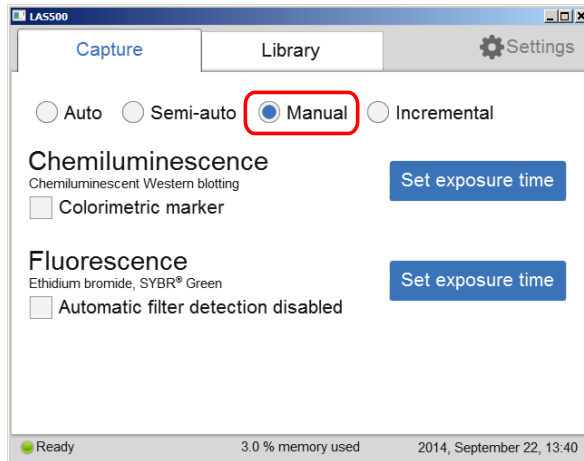 LAS500
Capture Library Settings
Auto Semi-auto Manual Incremental
Chemiluminescence
Chemiluminescent Western blotting
Set exposure time
Colorimetric marker
Fluorescence
Ethidium bromide, SYBR® Green
Set exposure time
Automatic filter detection disabled
Ready 3.0 % memory used 2014, September 22, 13:40